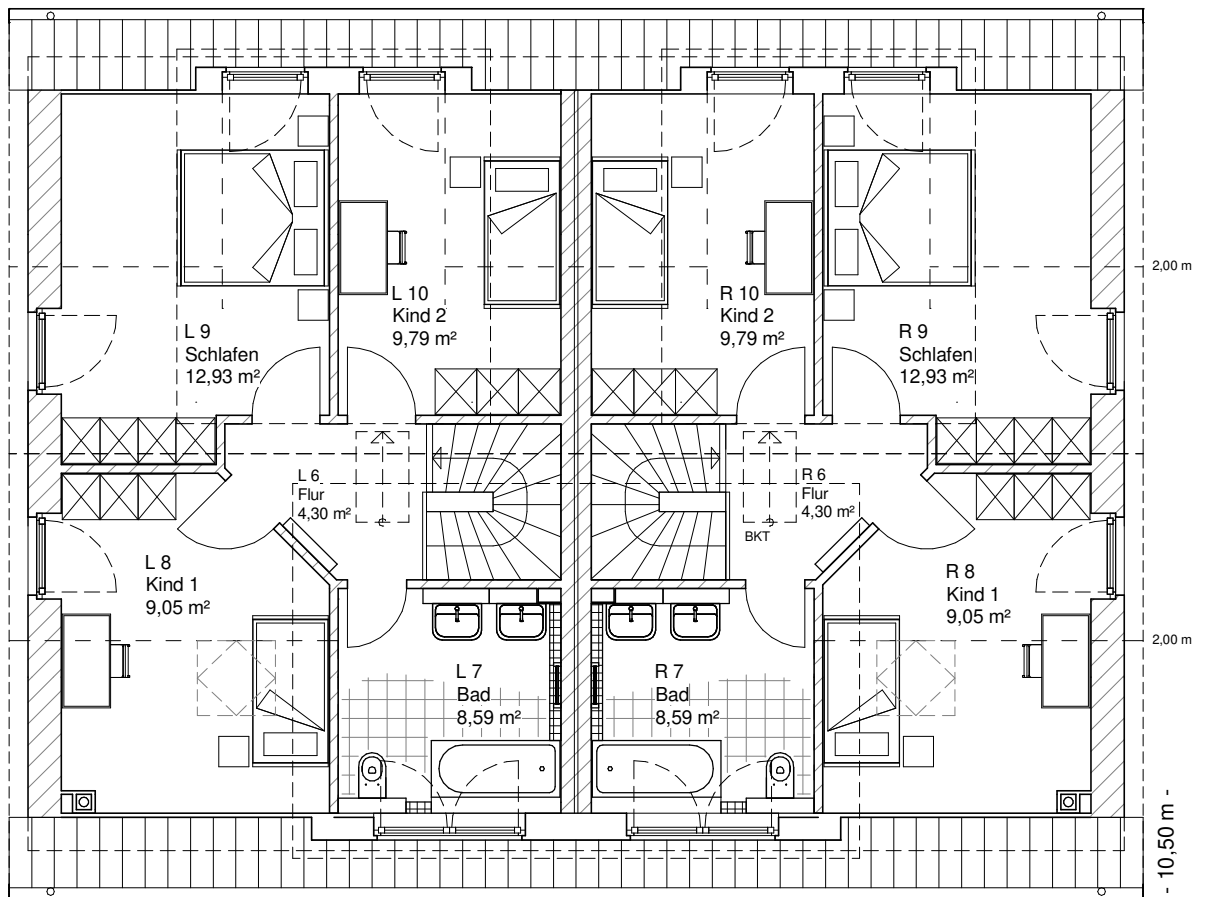 2,00 m
L 10
Kind 2
9,79 m²
R 10
Kind 2
9,79 m²
L 9
Schlafen
12,93 m²
R 9
Schlafen
12,93 m²
L 6
Flur
4,30 m²
R 6
Flur
4,30 m²
BKT
L 8
Kind 1
9,05 m²
R 8
Kind 1
9,05 m²
2,00 m
L 7
Bad
8,59 m²
R 7
Bad
8,59 m²
- 10,50 m -